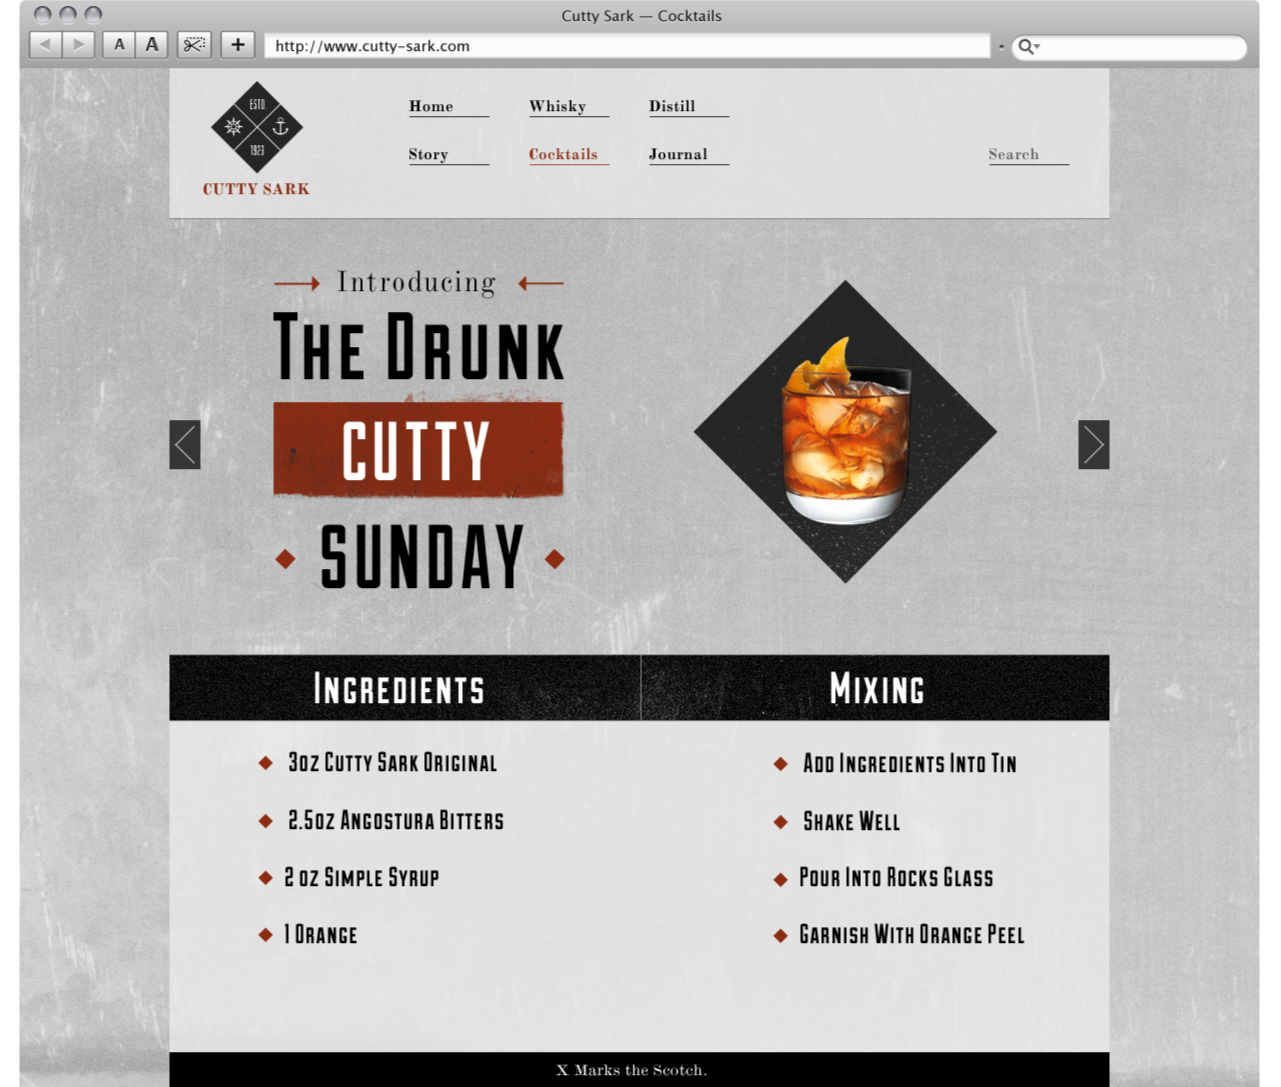 Cutty Sark — Cocktails
A A +
http://www.cutty-sark.com
ESTD.
1923
CUTTY SARK
Home Whisky Distill
Story Cocktails Journal Search
Introducing
THE DRUNK
CUTTY
SUNDAY
INGREDIENTS
MIXING
3OZ CUTTY SARK ORIGINAL
2.5OZ ANGOSTURA BITTERS
2 OZ SIMPLE SYRUP
1 ORANGE
ADD INGREDIENTS INTO TIN
SHAKE WELL
POUR INTO ROCKS GLASS
GARNISH WITH ORANGE PEEL
X Marks the Scotch.